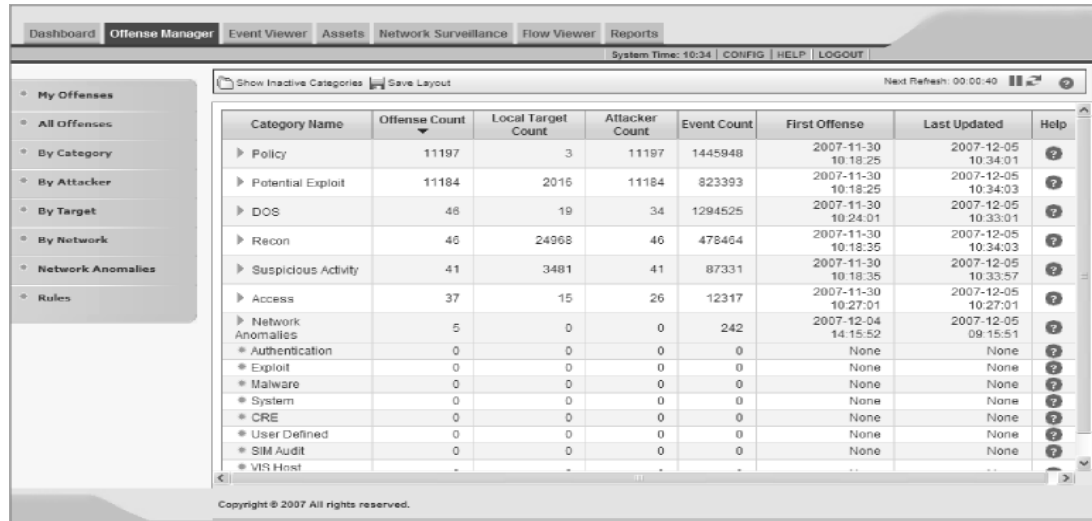 Dashboard Offense Manager Event Viewer Assets Network Surveillance Flow Viewer Reports
System Time: 10:34 | CONFIG | HELP | LOGOUT
My Offenses
All Offenses
By Category
By Attacker
By Target
By Network
Network Anomalies
Rules
Show Inactive Categories Save Layout Next Refresh: 00:00:40
Category Name Offense Count Local Target Count Attacker Count Event Count First Offense Last Updated Help
Policy 11197 3 11197 1445948 2007-11-30 10:18:25 2007-12-05 10:34:01
Potential Exploit 11184 2016 11184 823393 2007-11-30 10:18:25 2007-12-05 10:34:03
DOS 46 19 34 1294525 2007-11-30 10:24:01 2007-12-05 10:33:01
Recon 46 24968 46 478464 2007-11-30 10:18:35 2007-12-05 10:34:03
Suspicious Activity 41 3481 41 87331 2007-11-30 10:18:35 2007-12-05 10:33:57
Access 37 15 26 12317 2007-11-30 10:27:01 2007-12-05 10:27:01
Network Anomalies 5 0 0 242 2007-12-04 14:15:52 2007-12-05 09:15:51
Authentication 0 0 0 0 None None
Exploit 0 0 0 0 None None
Malware 0 0 0 0 None None
System 0 0 0 0 None None
CRE 0 0 0 0 None None
User Defined 0 0 0 0 None None
SIM Audit 0 0 0 0 None None
VIS Host
Copyright © 2007 All rights reserved.